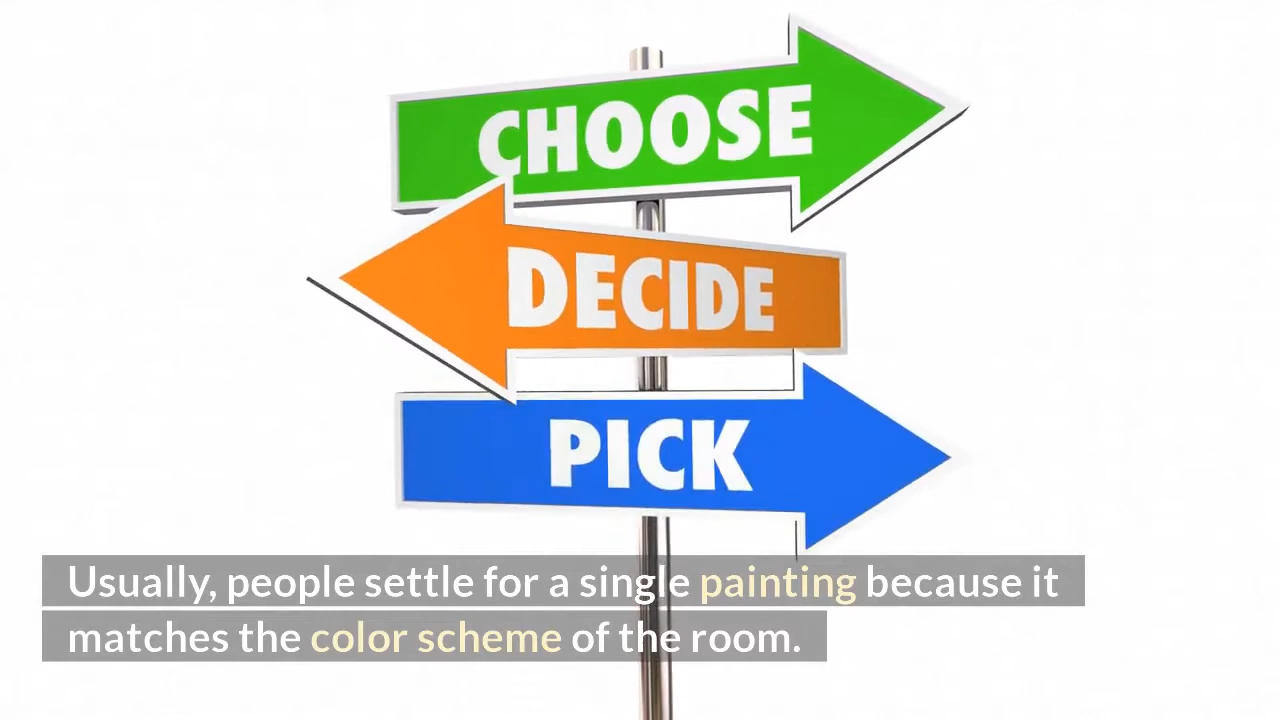 CHOOSE
DECIDE
PICK
Usually, people settle for a single painting because it
matches the color scheme of the room.